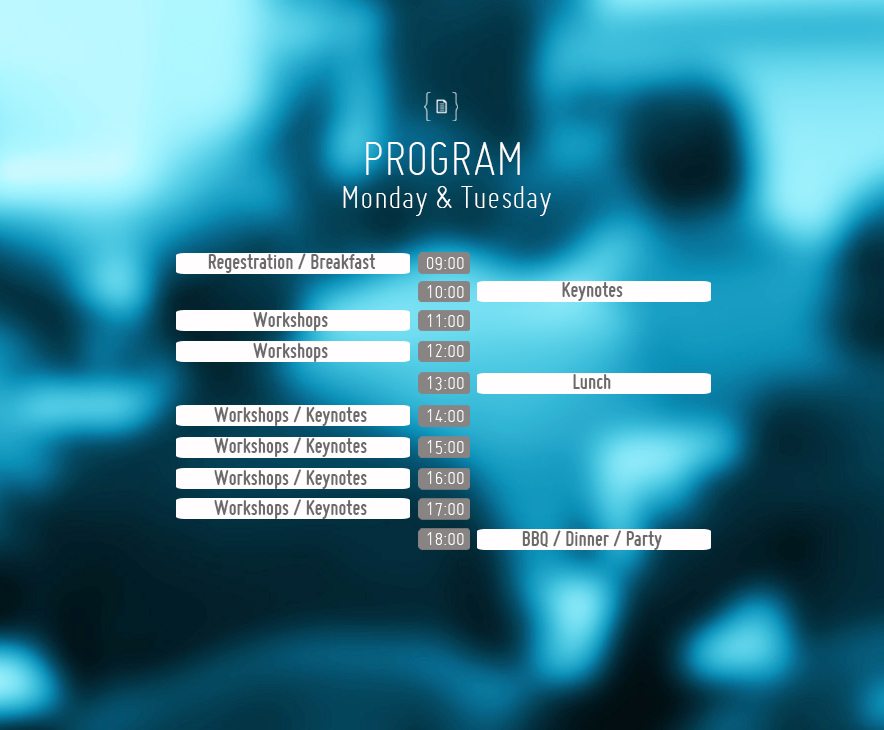 PROGRAM
Monday & Tuesday
Regestration / Breakfast 09:00
10:00 Keynotes
Workshops 11:00
Workshops 12:00
13:00 Lunch
Workshops / Keynotes 14:00
Workshops / Keynotes 15:00
Workshops / Keynotes 16:00
Workshops / Keynotes 17:00
18:00 BBQ / Dinner / Party